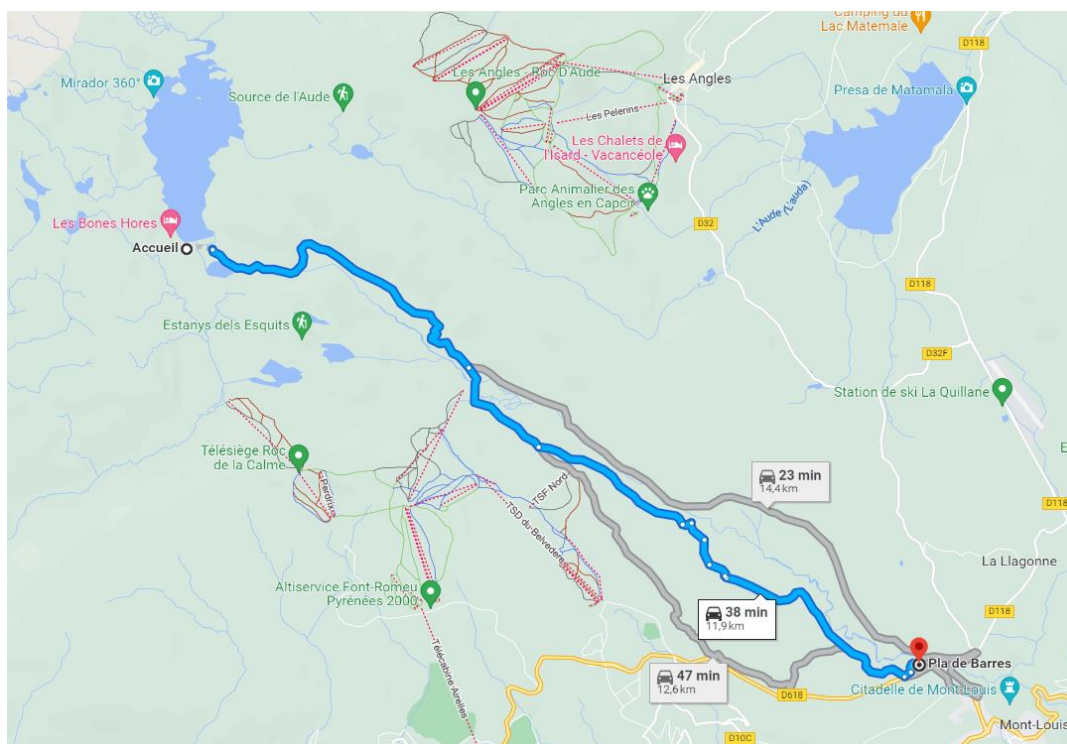 Camping du
Lac Matemale
D118
Mirador 360°
Source de l'Aude
Les Angles - Roc D'Aude
Les Angles
Presa de Matamala
Les Pelerins
Les Chalets de
l'Isard - Vacancéole
Parc Animalier des
Angles en Capcir
L'Aude (L'auda)
D32
Les Bones Hores
Accueil
D118
Estanys dels Esquits
D32F
Station de ski La Quillane
Télésiège Roc
de la Calme
Perdrix
TSF Nord
TSD du Belvedere
23 min
14,4 km
D118
La Llagonne
Altiservice Font-Romeu
Pyrénées 2000
38 min
11,9 km
D118
Télécabine Airelles
47 min
12,6 km
Pla de Barres
Citadelle de Mont-Louis
D618
Mont-Louis
D10C